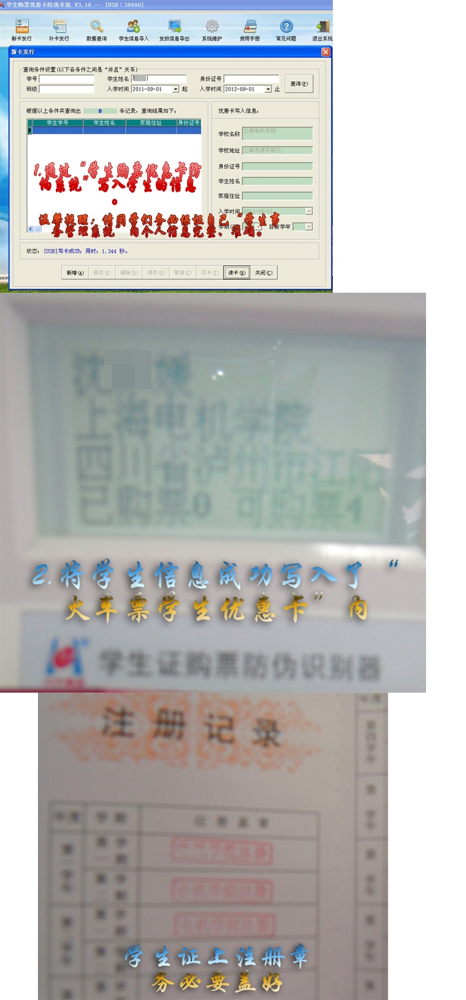 学生购票优惠卡防伪系统 V3.10 -- [USB：38400]
新卡发行 补卡发行 数据查询 学生信息导入 发放信息导出 系统维护 使用手册 常见问题 退出系统
新卡发行
查询条件设置(以下各条件之间是“并且”关系)
学号 学生姓名 身份证号
班级 入学时间 2011-09-01 起 入学时间 2012-09-01 止
查询(F)
根据以上条件共查询出 0 条记录，查询结果如下：
学生学号 学生姓名 家庭住址 身份证号
优惠卡写入信息：
学校名称 上海电机学院
学校地址 上海市浦东新区
身份证号
学生姓名
家庭住址
入学时间 2011-09-01
目前学年
1.通过“学生购票优惠卡防
伪系统”写入学生的信息
。
温馨提醒：请同学们务必保证自己“学生事
务管理系统”内个人信息完整、准确。
状态： [USB]写卡成功；用时：1.344 秒。
新增(A) 修改(E) 删除(D) 保存(S) 取消(C) 写卡(T) 读卡(R) 关闭(C)
沈 媛
上海电机学院
四川省泸州市江阳
已购票0 可购票4
2.将学生信息成功写入了“
火车票学生优惠卡”内
学生证购票防伪识别器
注册记录
年度 学期 注册盖章
第一学年 第一学期
第二学期
第一学期
学生证上注册章
务必要盖好